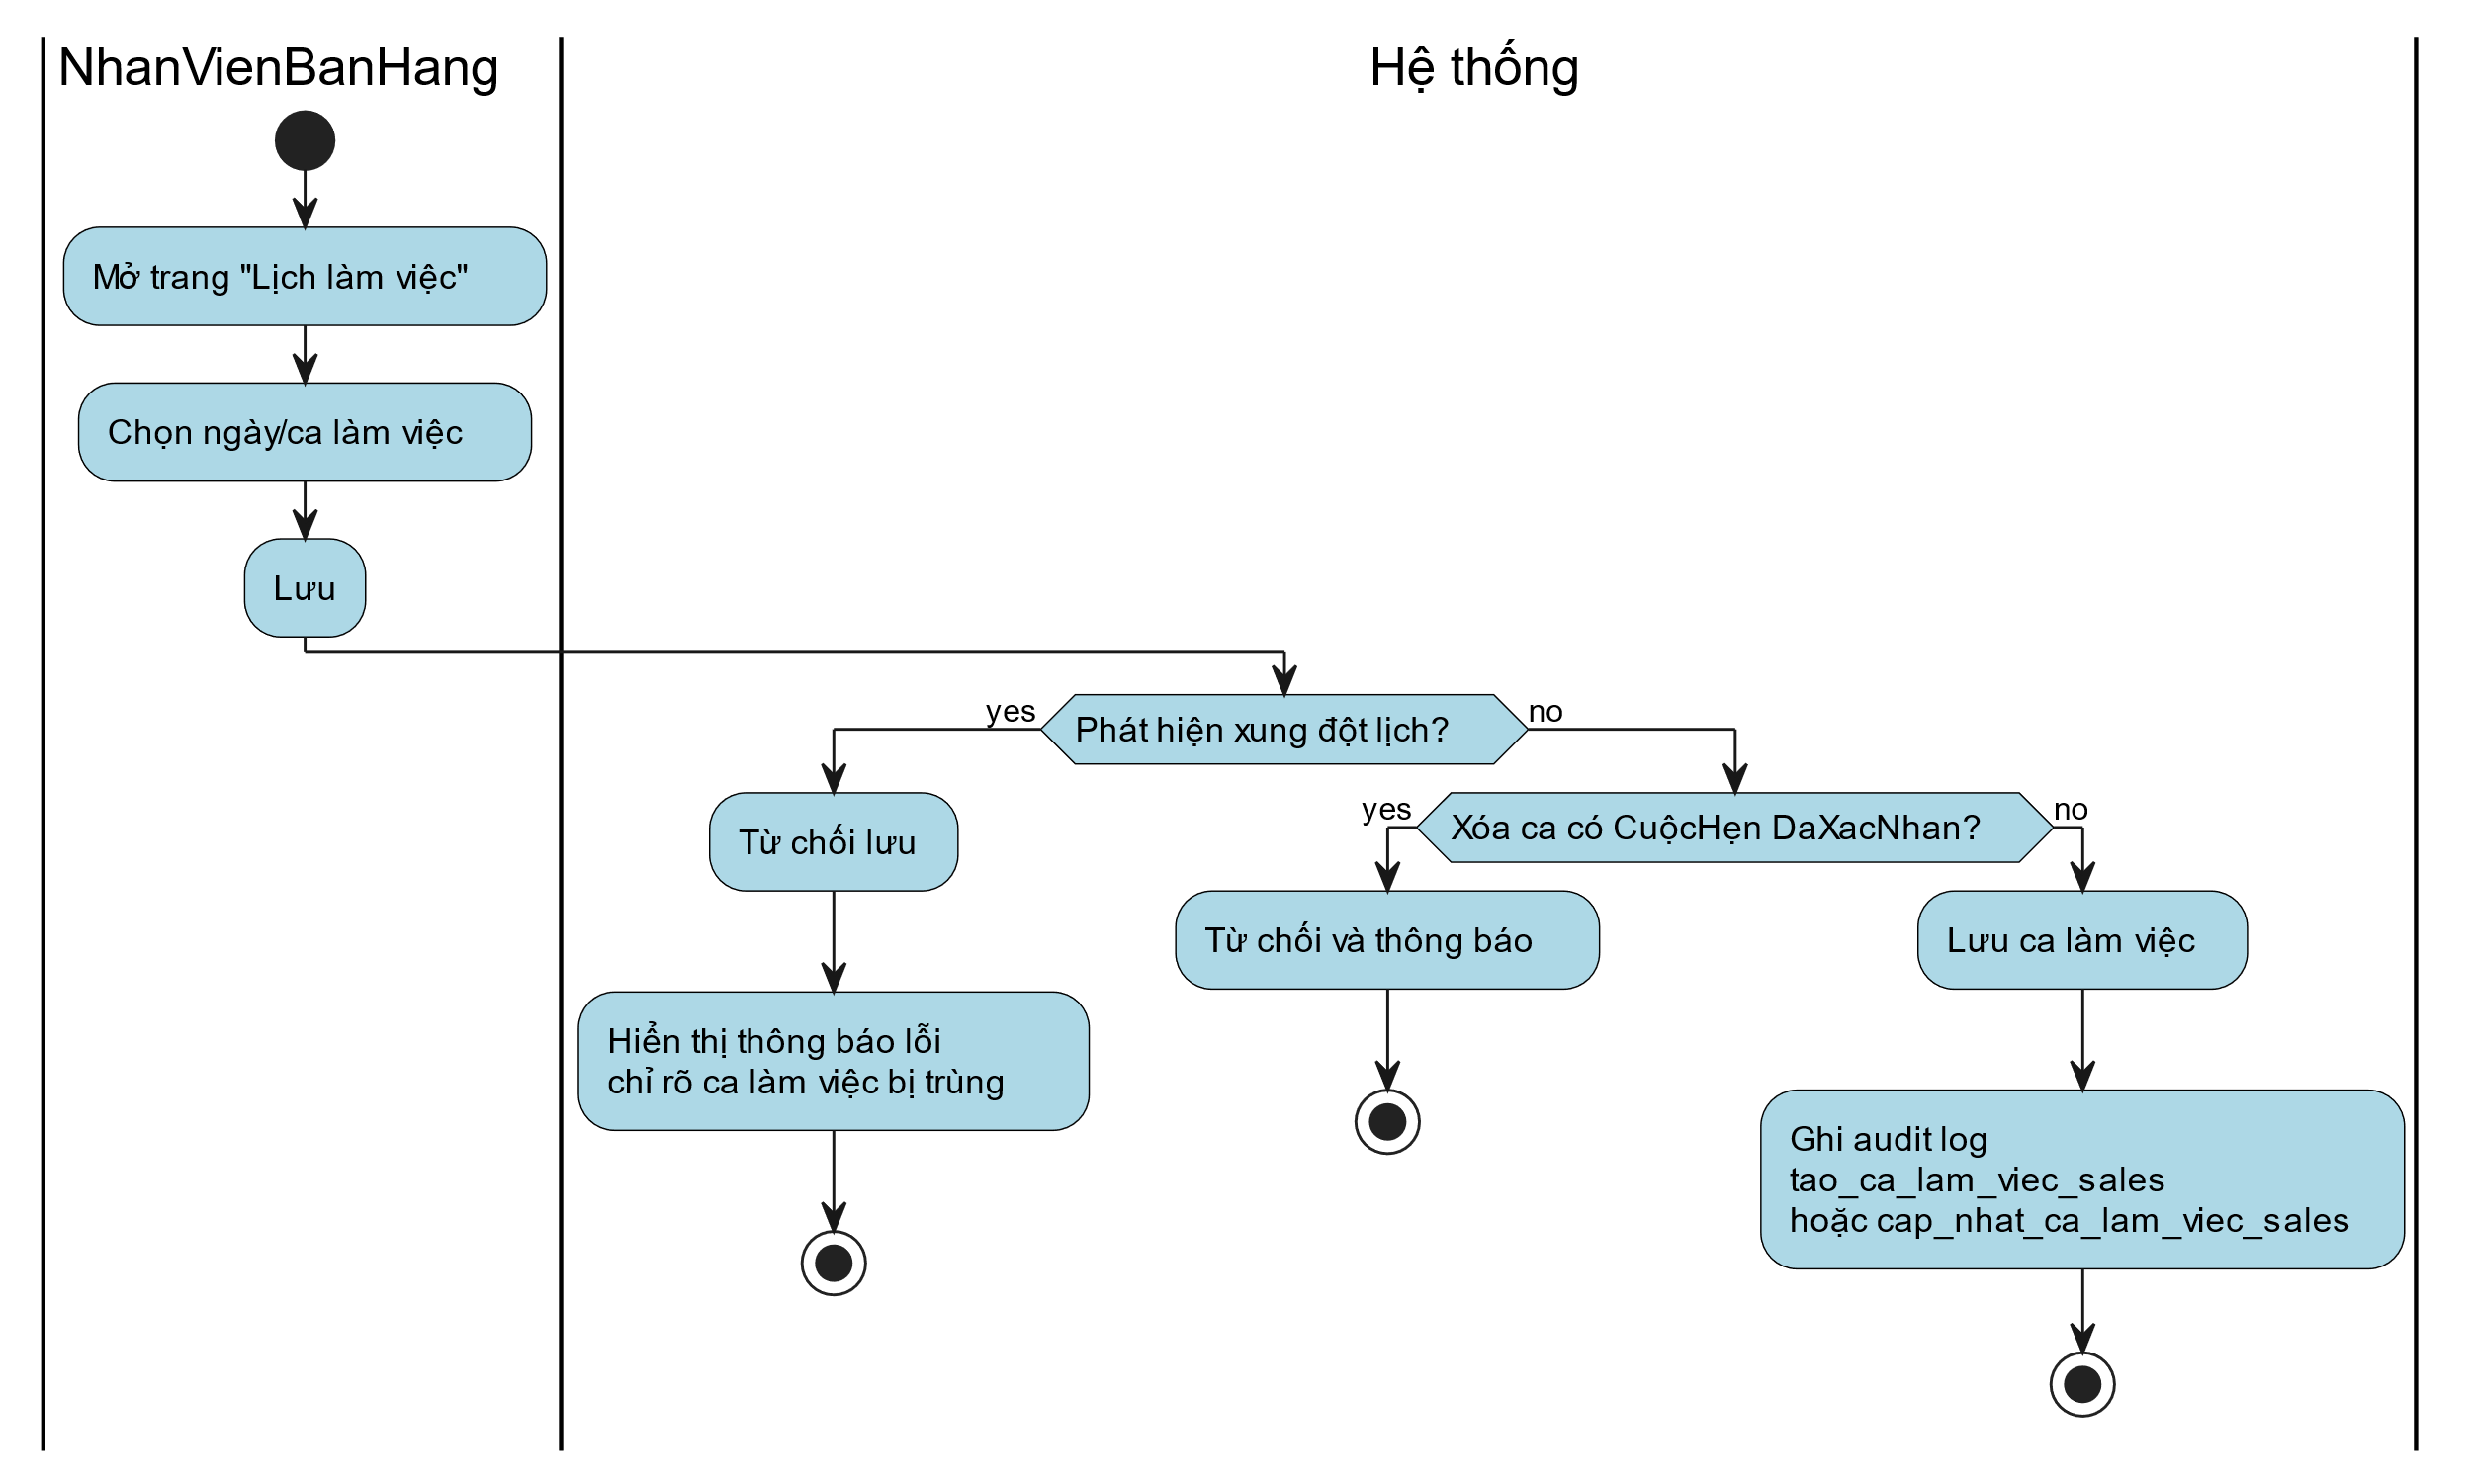 NhanVienBanHang
Hệ thống
Mở trang "Lịch làm việc"
Chọn ngày/ca làm việc
Lưu
yes
Phát hiện xung đột lịch?
no
Từ chối lưu
Hiển thị thông báo lỗi
chỉ rõ ca làm việc bị trùng
yes
Xóa ca có CuộcHẹn DaXacNhan?
no
Từ chối và thông báo
Lưu ca làm việc
Ghi audit log
tao_ca_lam_viec_sales
hoặc cap_nhat_ca_lam_viec_sales